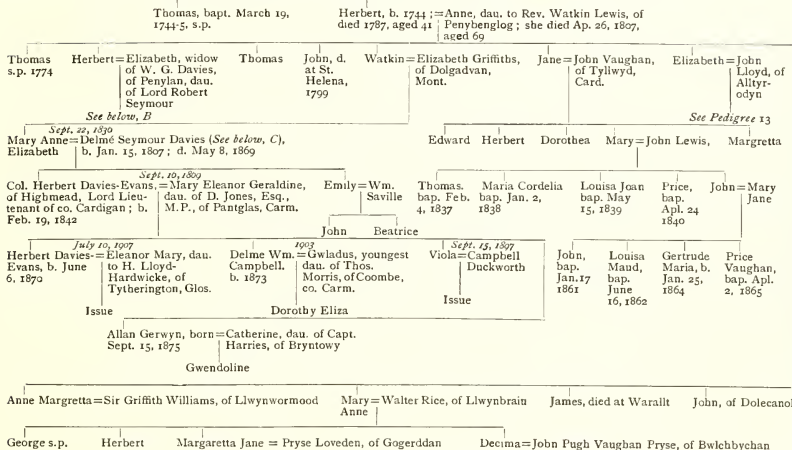 Thomas, bapt. March 19,
1744-5, s.p.
Herbert, b. 1744 ;=Anne, dau. to Rev. Watkin Lewis, of
died 1787, aged 41 Penybenglog ; she died Ap. 26, 1807,
aged 69
Thomas
s.p. 1774
Herbert=Elizabeth, widow
of W. G. Davies,
of Penylan, dau.
of Lord Robert
Seymour
See below, B
Thomas
John, d.
at St.
Helena,
1799
Watkin=Elizabeth Griffiths,
of Dolgadvan,
Mont.
Jane=John Vaughan,
of Tyllwyd,
Card.
Elizabeth=John
Lloyd, of
Alltyr-
odyn
See Pedigree 13
Sept. 22, 1830
Mary Anne=Delmé Seymour Davies (See below, C),
Elizabeth b. Jan. 15, 1807; d. May 8, 1869
Edward
Herbert
Dorothea
Mary=John Lewis,
Margretta
Sept. 10, 1869
Col. Herbert Davies-Evans,=Mary Eleanor Geraldine,
of Highmead, Lord Lieu- dau. of D. Jones, Esq.,
tenant of co. Cardigan ; b. M.P., of Pantglas, Carm.
Feb. 19, 1842
Emily=Wm.
Saville
John
Beatrice
Thomas.
bap. Feb.
4, 1837
Maria Cordelia
bap. Jan. 2,
1838
Louisa Joan
bap. May
15, 1839
Price,
bap.
Apl. 24
1840
John=Mary
Jane
July 10, 1907
Herbert Davies-=Eleanor Mary, dau.
Evans, b. June to H. Lloyd-
6, 1870 Hardwicke, of
Tytherington, Glos.
Issue
1903
Delme Wm.=Gwladus, youngest
Campbell. dau. of Thos.
b. 1873 Morris, of Coombe,
co. Carm.
Dorothy Eliza
Sept. 15, 1897
Viola=Campbell
Duckworth
Issue
John,
bap.
Jan. 17
1861
Louisa
Maud,
bap.
June
16, 1862
Gertrude
Maria, b.
Jan. 25,
1864
Price
Vaughan,
bap. Apl.
2, 1865
Allan Gerwyn, born=Catherine, dau. of Capt.
Sept. 15, 1875 Harries, of Bryntowy
Gwendoline
Anne Margretta=Sir Griffith Williams, of Llwynwormood
Mary=Walter Rice, of Llwynbrain
Anne
James, died at Warallt
John, of Dolecanol
George s.p.
Herbert
Margaretta Jane = Pryse Loveden, of Gogerddan
Decima=John Pugh Vaughan Pryse, of Bwlchbychan